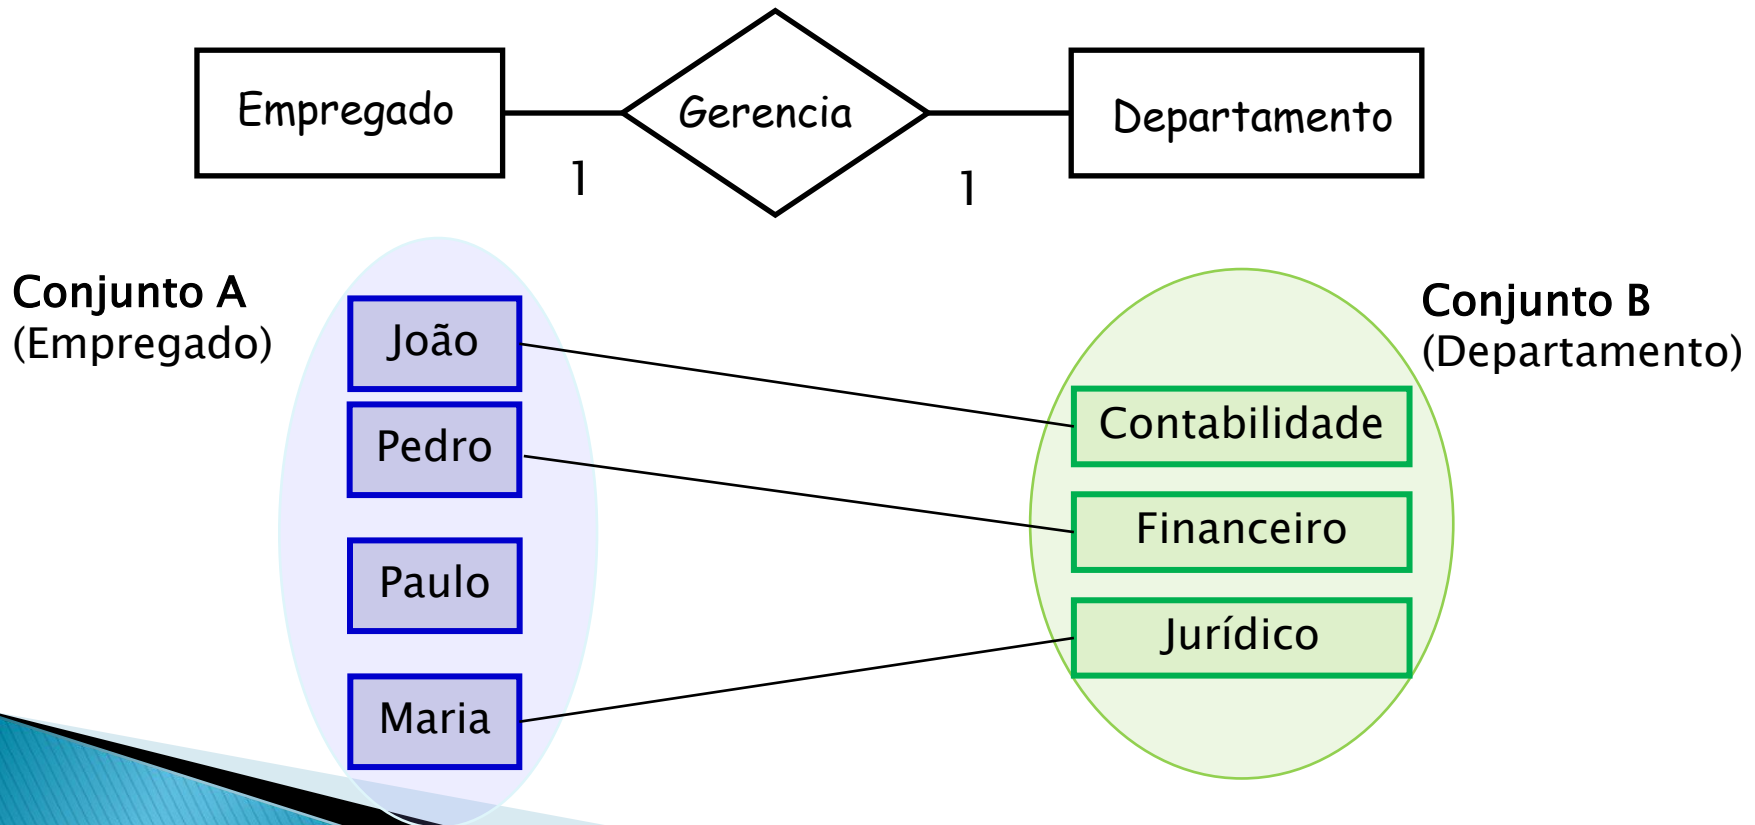 Empregado
Gerencia
Departamento
1
1
Conjunto A
(Empregado)
João
Pedro
Paulo
Maria
Conjunto B
(Departamento)
Contabilidade
Financeiro
Jurídico